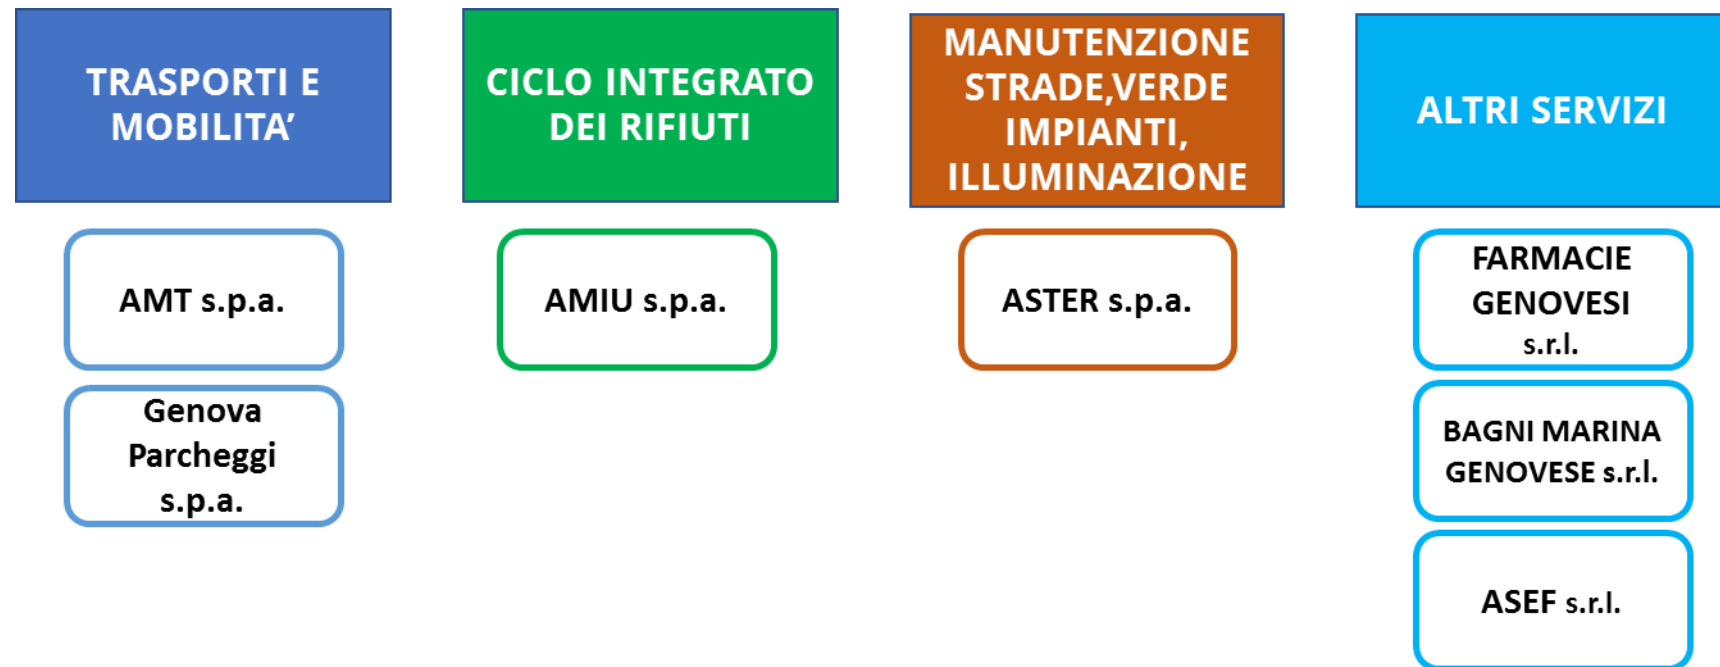 TRASPORTI E
MOBILITA’
CICLO INTEGRATO
DEI RIFIUTI
MANUTENZIONE
STRADE,VERDE
IMPIANTI,
ILLUMINAZIONE
ALTRI SERVIZI
AMT s.p.a.
Genova
Parcheggi
s.p.a.
AMIU s.p.a.
ASTER s.p.a.
FARMACIE
GENOVESI
s.r.l.
BAGNI MARINA
GENOVESE s.r.l.
ASEF s.r.l.